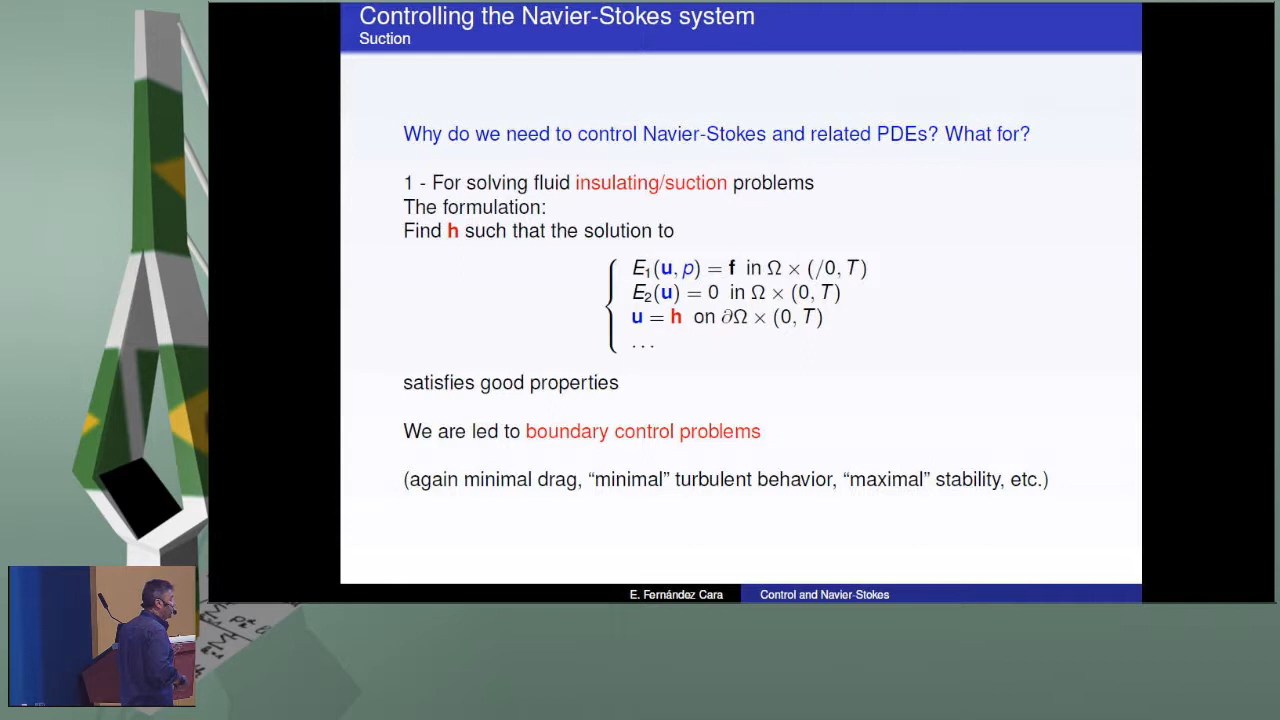 Controlling the Navier-Stokes system
Suction
Why do we need to control Navier-Stokes and related PDEs? What for?
1 - For solving fluid insulating/suction problems
The formulation:
Find h such that the solution to
E₁(u, p) = f in Ω × (/0, T)
E₂(u) = 0 in Ω × (0, T)
u = h on ∂Ω × (0, T)
. . .
satisfies good properties
We are led to boundary control problems
(again minimal drag, “minimal” turbulent behavior, “maximal” stability, etc.)
E. Fernández Cara
Control and Navier-Stokes